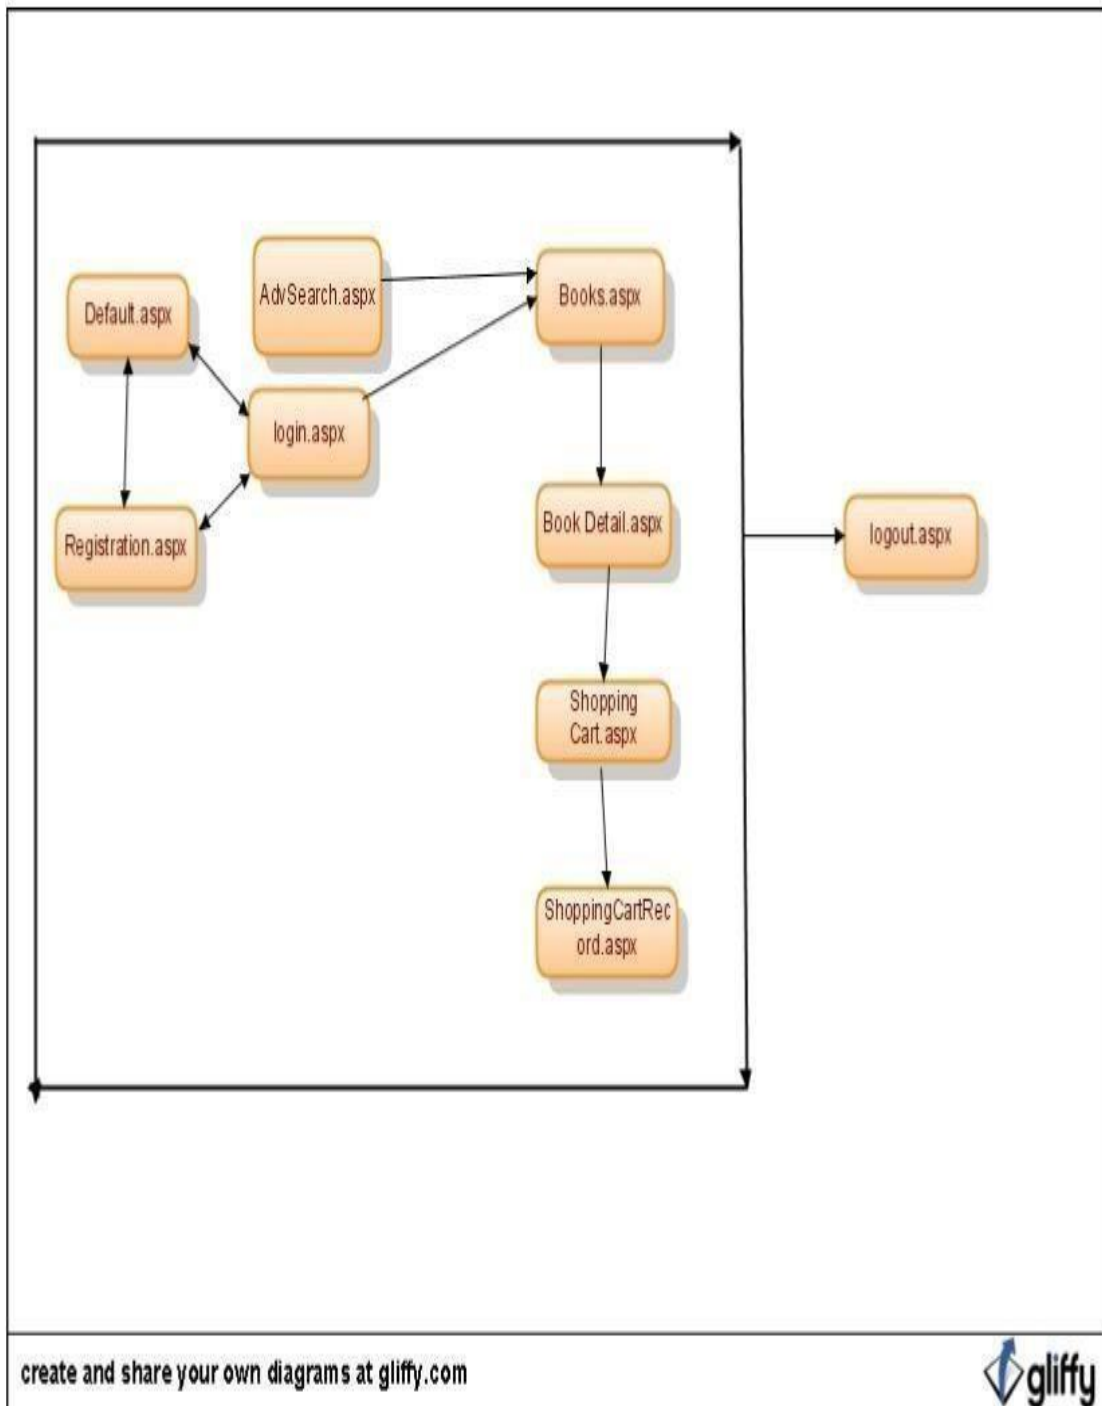 AdvSearch.aspx
Books.aspx
Default.aspx
login.aspx
Registration.aspx
Book Detail.aspx
logout.aspx
Shopping
Cart.aspx
ShoppingCartRec
ord.aspx
create and share your own diagrams at gliffy.com
gliffy